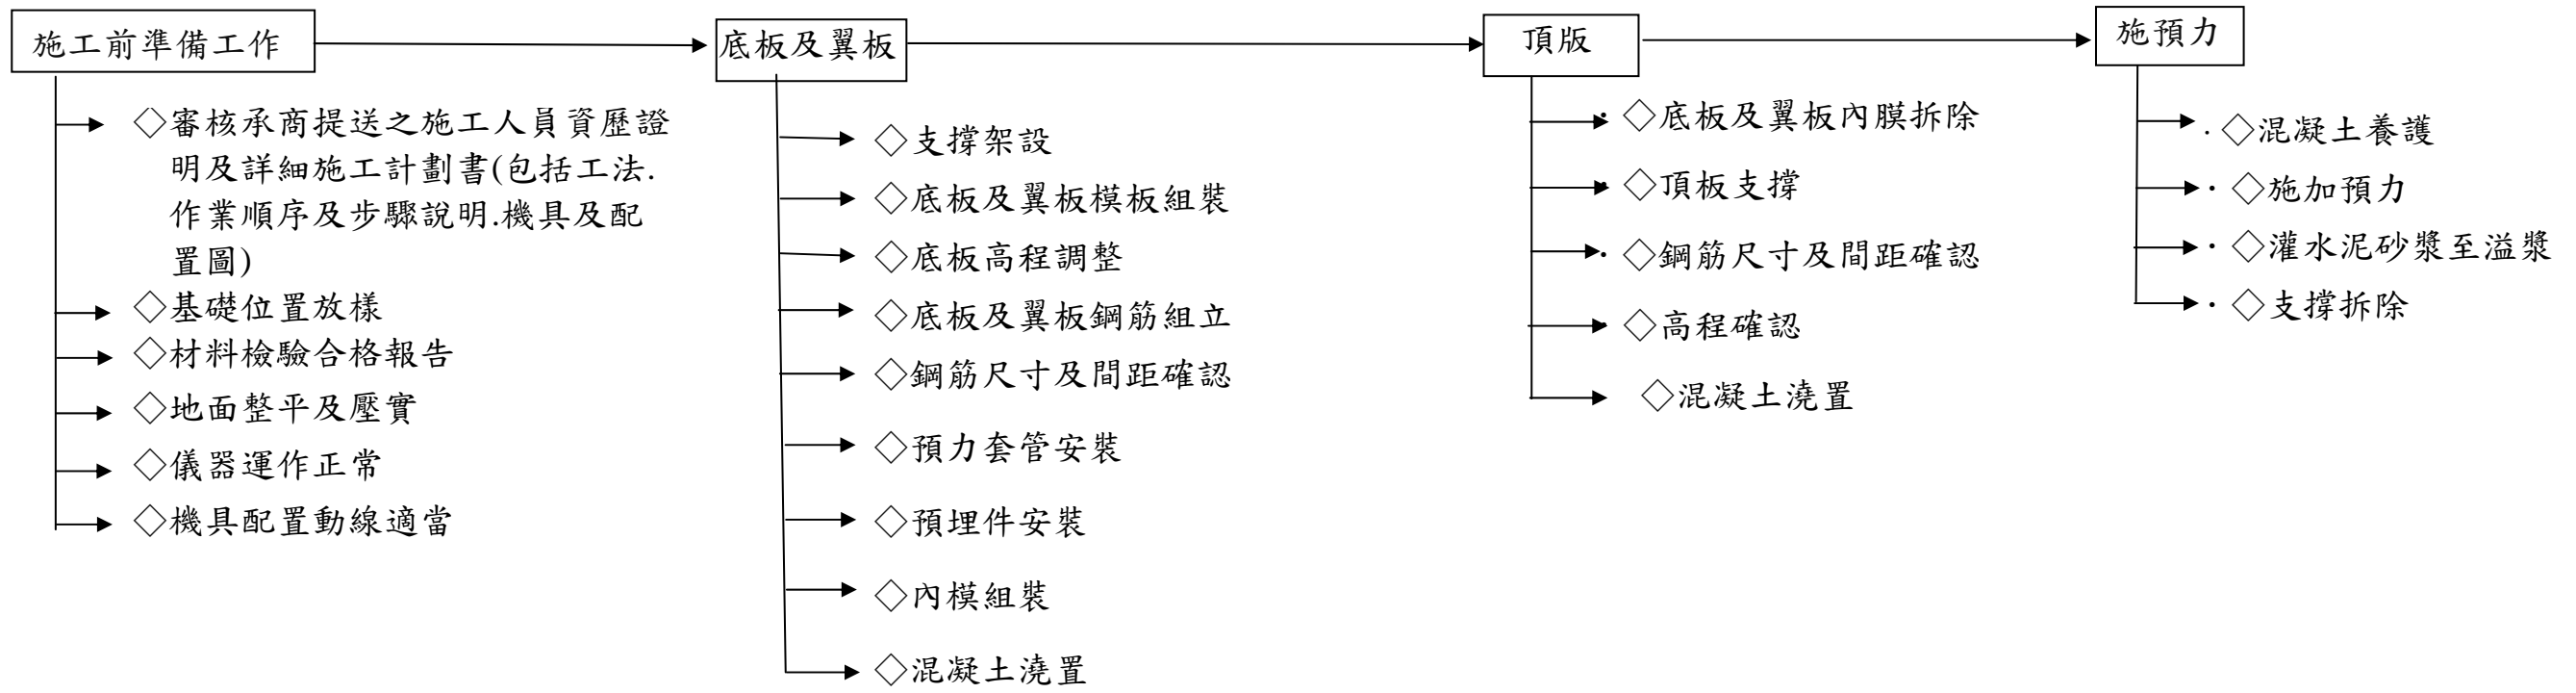 施工前準備工作
◇審核承商提送之施工人員資歷證
明及詳細施工計劃書(包括工法.
作業順序及步驟說明.機具及配
置圖)
◇基礎位置放樣
◇材料檢驗合格報告
◇地面整平及壓實
◇儀器運作正常
◇機具配置動線適當
底板及翼板
◇支撐架設
◇底板及翼板模板組裝
◇底板高程調整
◇底板及翼板鋼筋組立
◇鋼筋尺寸及間距確認
◇預力套管安裝
◇預埋件安裝
◇內模組裝
◇混凝土澆置
頂版
◇底板及翼板內膜拆除
◇頂板支撐
◇鋼筋尺寸及間距確認
◇高程確認
◇混凝土澆置
施預力
◇混凝土養護
◇施加預力
◇灌水泥砂漿至溢漿
◇支撐拆除